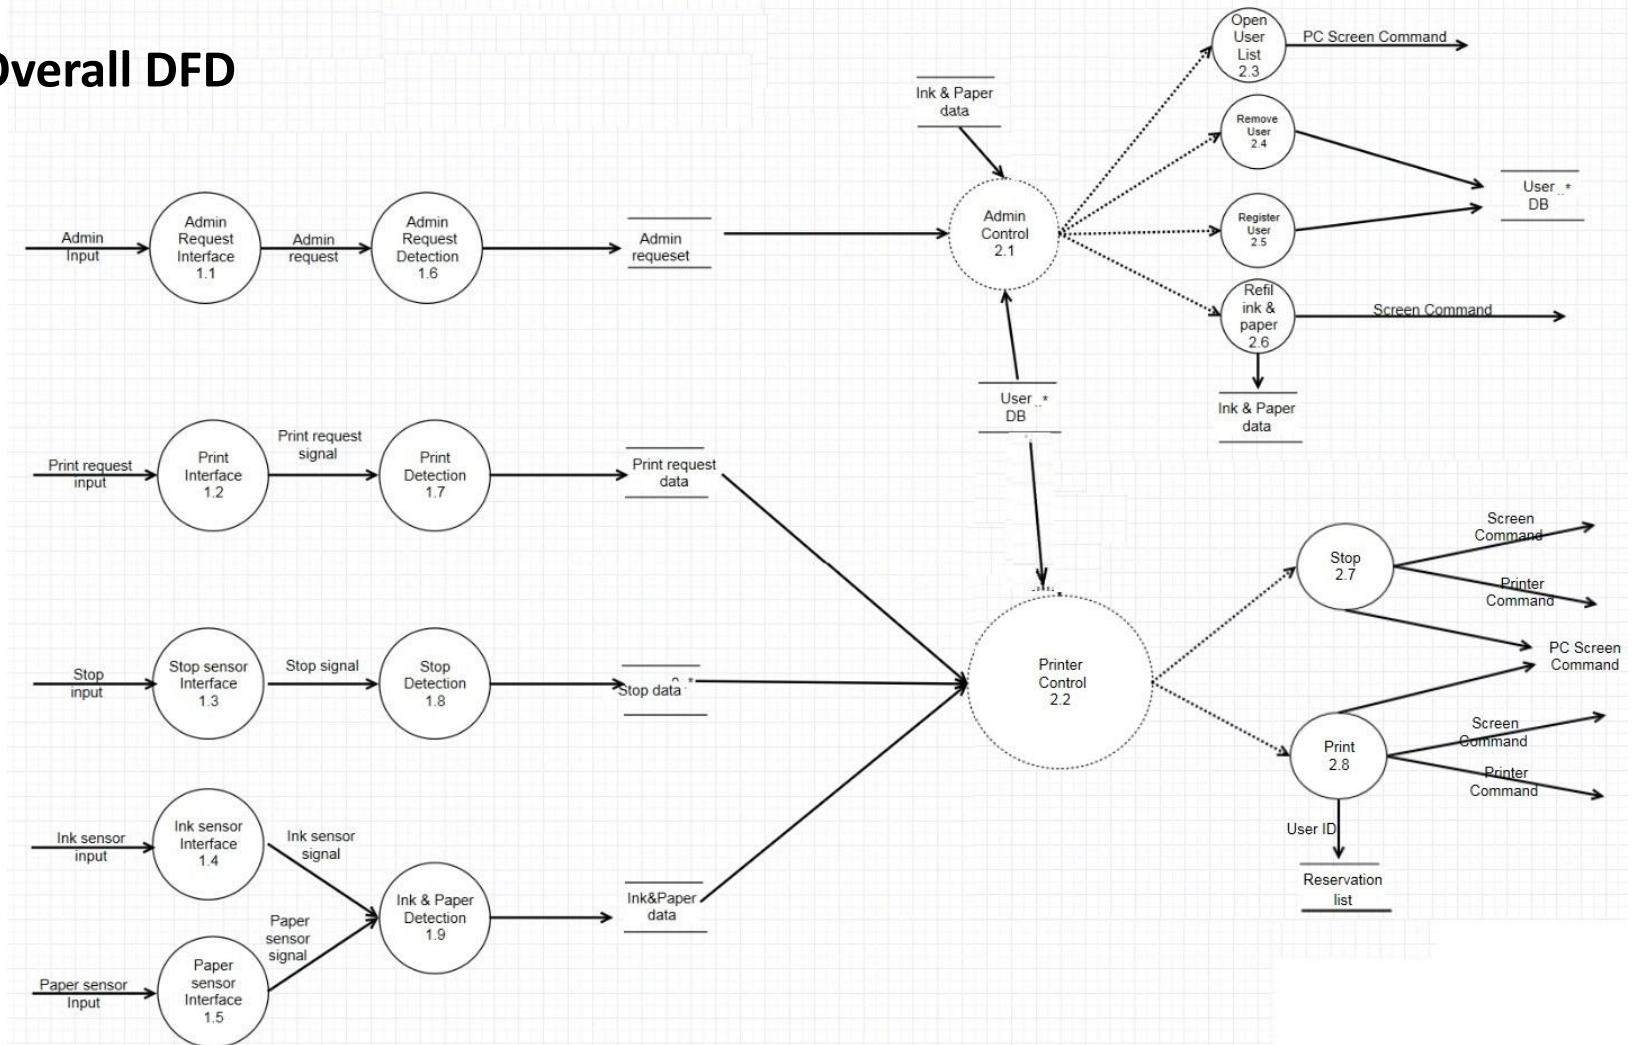 Overall DFD
Open
User
List
2.3
PC Screen Command
Ink & Paper
data
Remove
User
2.4
User ..*
DB
Admin
Input
Admin
Request
Interface
1.1
Admin
request
Admin
Request
Detection
1.6
Admin
requeset
Admin
Control
2.1
Register
User
2.5
Refil
ink &
paper
2.6
Screen Command
User ..*
DB
Ink & Paper
data
Print request
input
Print
Interface
1.2
Print request
signal
Print
Detection
1.7
Print request
data
Stop
2.7
Screen
Command
Printer
Command
PC Screen
Command
Stop
input
Stop sensor
Interface
1.3
Stop signal
Stop
Detection
1.8
Stop data
Printer
Control
2.2
Print
2.8
Screen
Command
Printer
Command
User ID
Reservation
list
Ink sensor
input
Ink sensor
Interface
1.4
Ink sensor
signal
Ink & Paper
Detection
1.9
Ink&Paper
data
Paper
sensor
signal
Paper sensor
Input
Paper
sensor
Interface
1.5